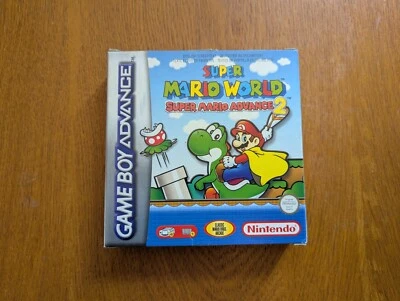 GAME BOY ADVANCE
SUPER
MARIO WORLD
SUPER MARIO ADVANCE 2
Nintendo